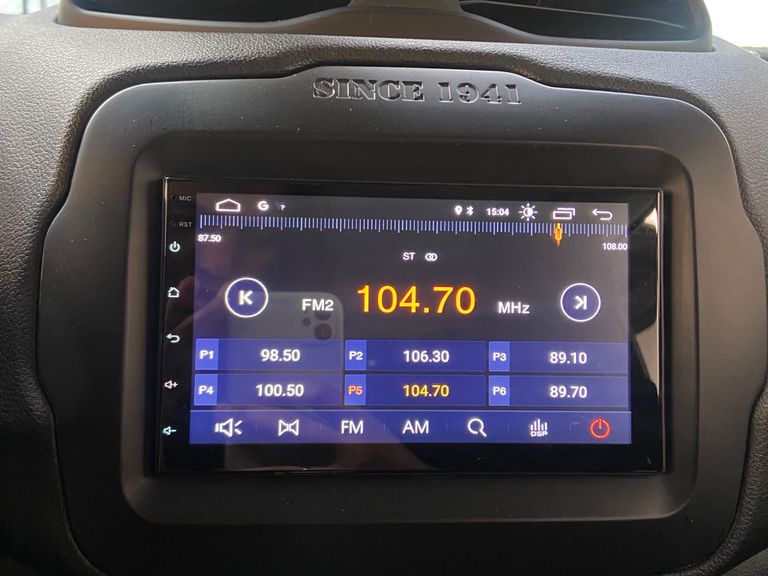 SINCE 1941
MIC
G ? 15:04
RST
87.50 108.00
ST
FM2 104.70 MHz
P1 98.50 P2 106.30 P3 89.10
P4 100.50 P5 104.70 P6 89.70
FM AM DSP